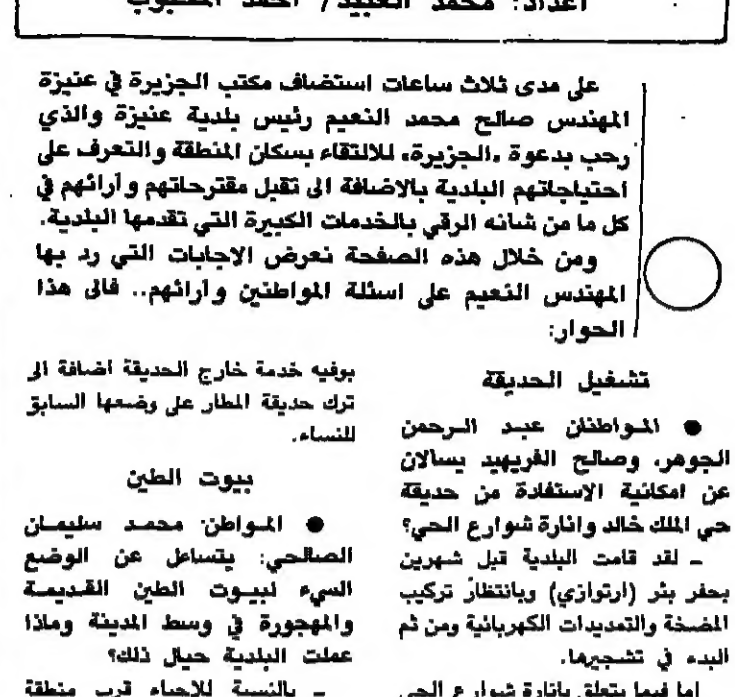 اعداد: محمد العبيد/ احمد
على مدى ثلاث ساعات استضاف مكتب الجزيرة في عنيزة
المهندس صالح محمد النعيم رئيس بلدية عنيزة والذي
رحب بدعوة «الجزيرة» للالتقاء بسكان المنطقة والتعرف على
احتياجاتهم البلدية بالاضافة الى تقبل مقترحاتهم وآرائهم في
كل ما من شانه الرقي بالخدمات الكبيرة التي تقدمها البلدية.
ومن خلال هذه الصفحة نعرض الاجابات التي رد بها
المهندس النعيم على اسئلة المواطنين وآرائهم.. فالى هذا
الحوار:
تشغيل الحديقة
● المواطنان عبد الرحمن
الجوهر، وصالح الفريهيد يسالان
عن امكانية الاستفادة من حديقة
حي الملك خالد وانارة شوارع الحي؟
ـ لقد قامت البلدية قبل شهرين
بحفر بئر (ارتوازي) وبانتظار تركيب
المضخة والتمديدات الكهربائية ومن ثم
البدء في تشجيرها.
اما فيما يتعلق بانارة شوارع الحي
بوفيه خدمة خارج الحديقة اضافة الى
ترك حديقة المطار على وضعها السابق
للنساء.
بيوت الطين
● المواطن محمد سليمان
الصالحي: يتساءل عن الوضع
السيء لبيوت الطين القديمة
والمهجورة في وسط المدينة وماذا
عملت البلدية حيال ذلك؟
ـ بالنسبة للاحياء قرب منطقة